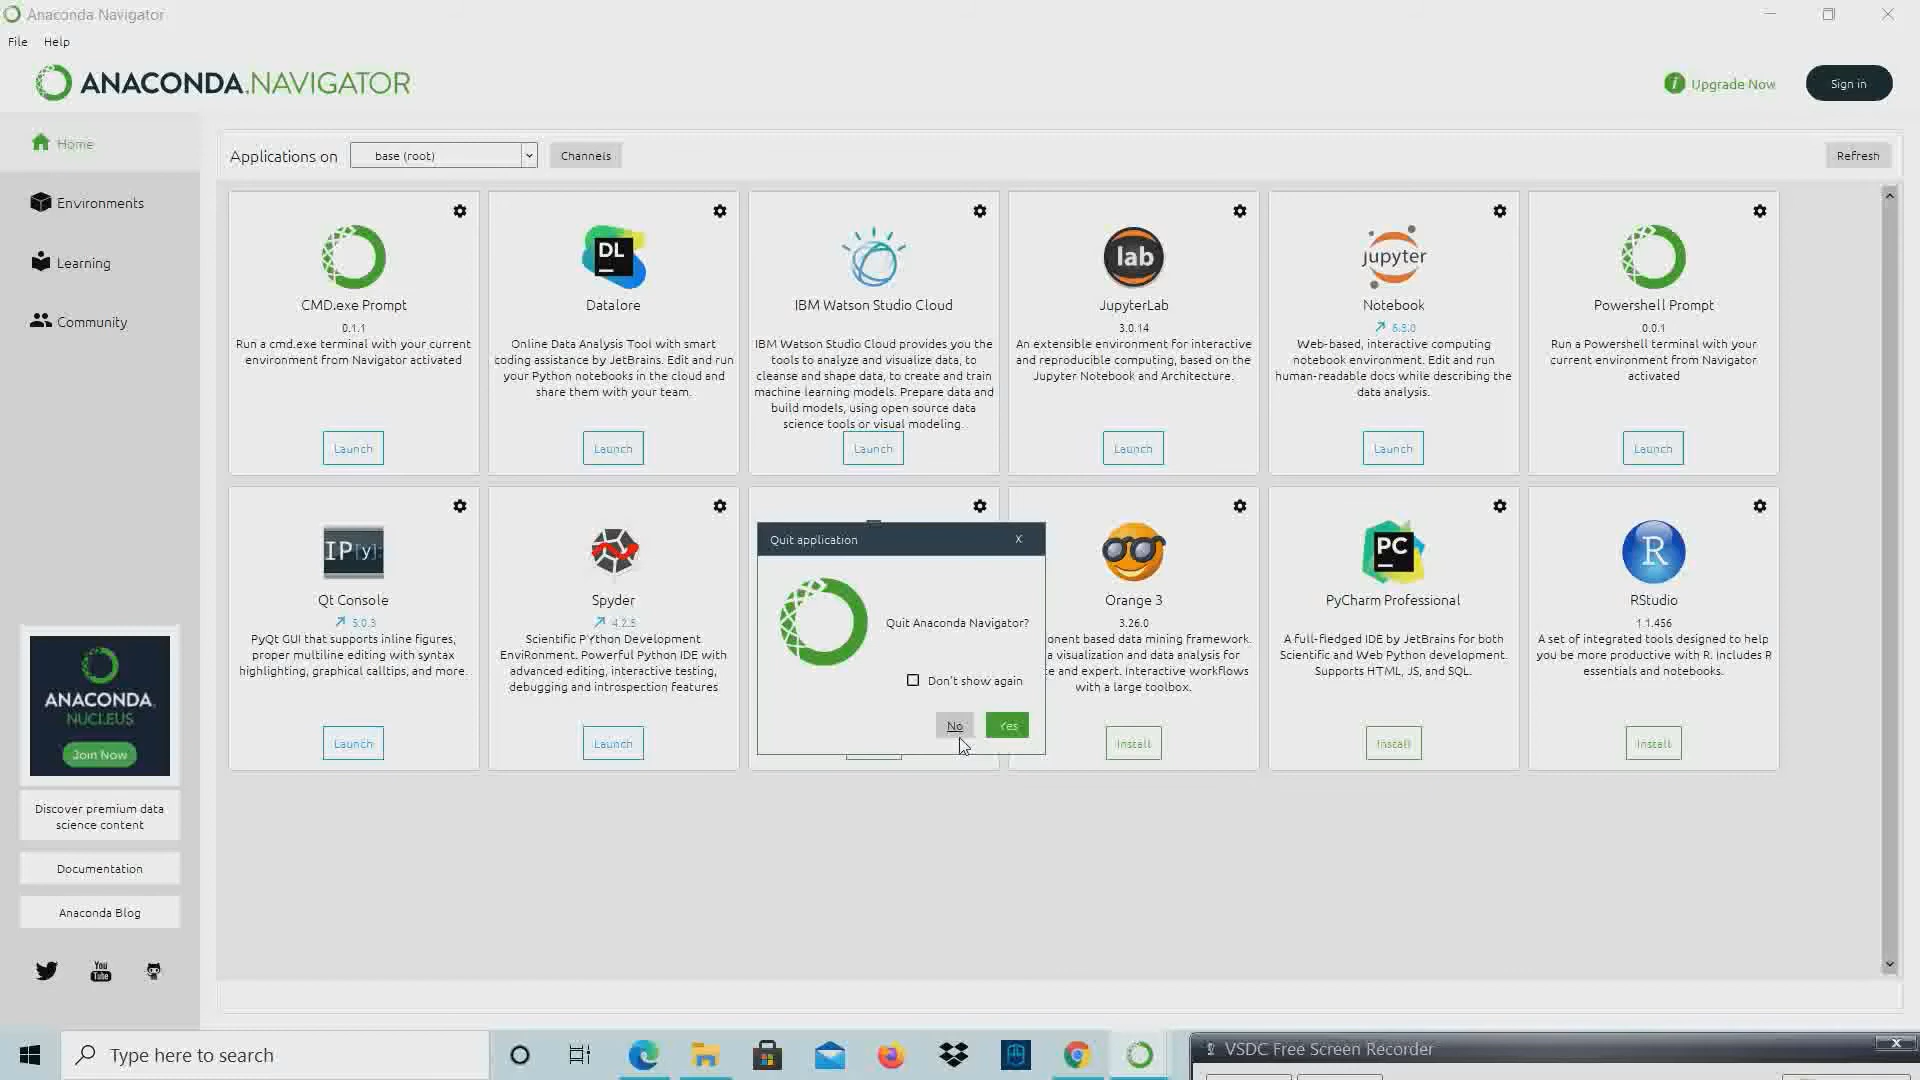 Anaconda Navigator
File Help
ANACONDA.NAVIGATOR
Upgrade Now
Sign in
Home
Environments
Learning
Community
Applications on
base (root)
Channels
Refresh
CMD.exe Prompt
0.1.1
Run a cmd.exe terminal with your current
environment from Navigator activated
Launch
DL
Datalore
Online Data Analysis Tool with smart
coding assistance by JetBrains. Edit and run
your Python notebooks in the cloud and
share them with your team.
Launch
IBM Watson Studio Cloud
IBM Watson Studio Cloud provides you the
tools to analyze and visualize data, to
cleanse and shape data, to create and train
machine learning models. Prepare data and
build models, using open source data
science tools or visual modeling.
Launch
lab
JupyterLab
3.0.14
An extensible environment for interactive
and reproducible computing, based on the
Jupyter Notebook and Architecture.
Launch
jupyter
Notebook
Web-based, interactive computing
notebook environment. Edit and run
human-readable docs while describing the
data analysis.
Launch
Powershell Prompt
0.0.1
Run a Powershell terminal with your
current environment from Navigator
activated
Launch
IP[y]:
Qt Console
5.0.3
PyQt GUI that supports inline figures,
proper multiline editing with syntax
highlighting, graphical calltips, and more.
Launch
Spyder
4.2.5
Scientific PYthon Development
EnviRonment. Powerful Python IDE with
advanced editing, interactive testing,
debugging and introspection features
Launch
Quit application
X
Quit Anaconda Navigator?
Don't show again
No
Yes
Orange 3
3.26.0
onent based data mining framework.
a visualization and data analysis for
e and expert. Interactive workflows
with a large toolbox.
Install
PC
PyCharm Professional
A full-fledged IDE by JetBrains for both
Scientific and Web Python development.
Supports HTML, JS, and SQL.
Install
R
RStudio
1.1.456
A set of integrated tools designed to help
you be more productive with R. Includes R
essentials and notebooks.
Install
ANACONDA.
NUCLEUS
Join Now
Discover premium data
science content
Documentation
Anaconda Blog
You
Tube
Type here to search
VSDC Free Screen Recorder